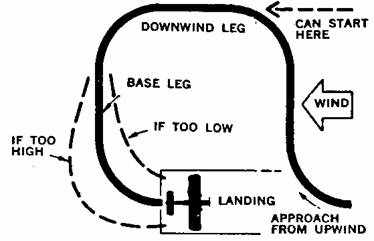 DOWNWIND LEG
CAN START
HERE
BASE LEG
WIND
IF TOO LOW
IF TOO
HIGH
LANDING
APPROACH
FROM UPWIND